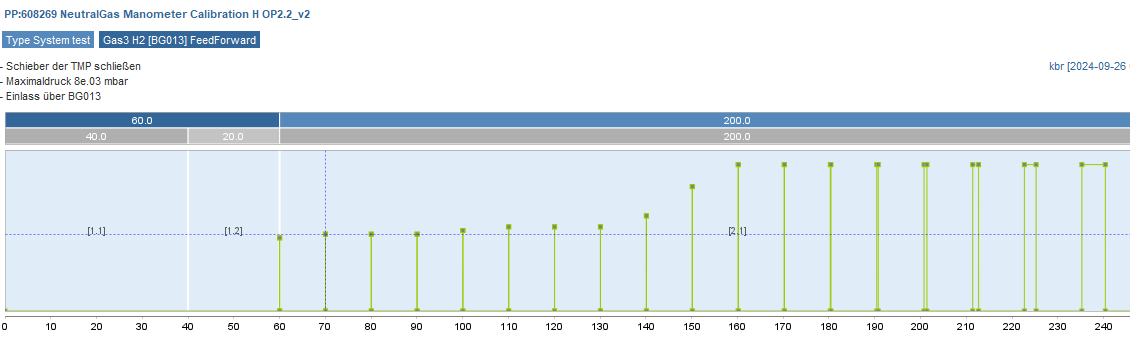 PP:608269 NeutralGas Manometer Calibration H OP2.2_v2
Type System test Gas3 H2 [BG013] FeedForward
- Schieber der TMP schließen
kbr [2024-09-26
- Maximaldruck 8e.03 mbar
- Einlass über BG013
60.0 200.0
40.0 20.0 200.0
[1.1] [1.2] [2.1]
0 10 20 30 40 50 60 70 80 90 100 110 120 130 140 150 160 170 180 190 200 210 220 230 240